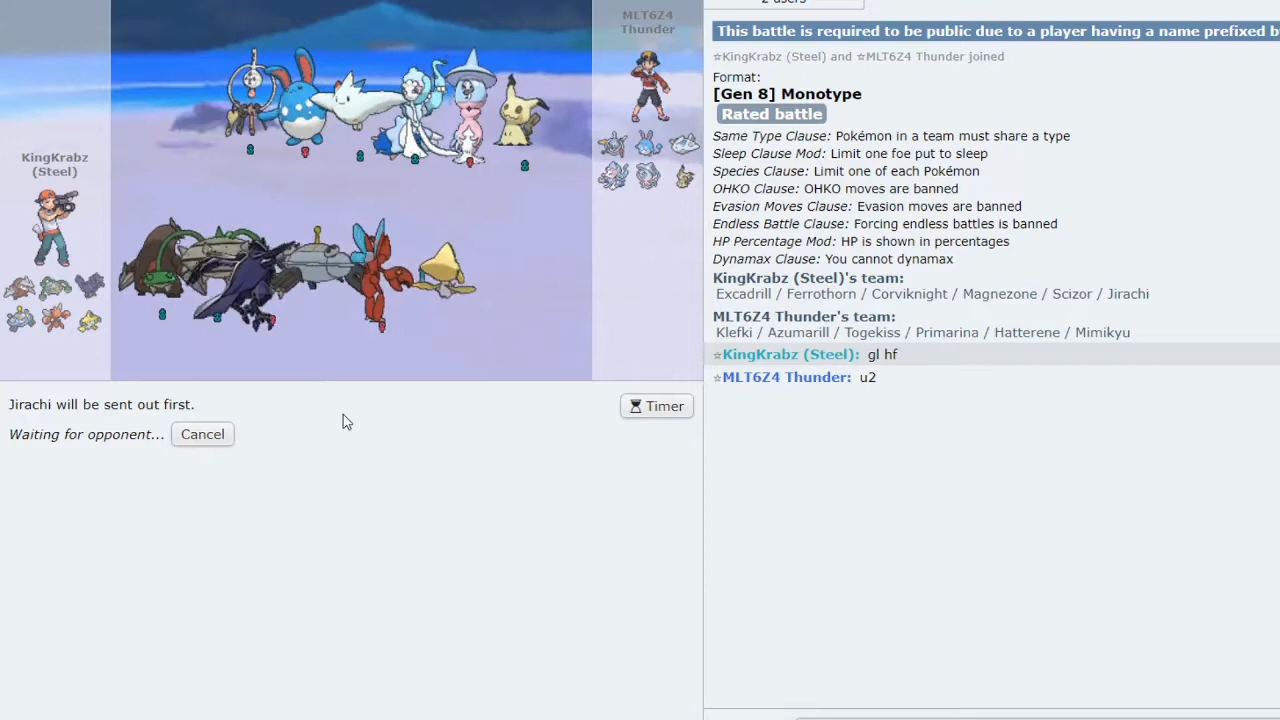 2 users
MLT6Z4
Thunder
This battle is required to be public due to a player having a name prefixed
☆KingKrabz (Steel) and ☆MLT6Z4 Thunder joined
Format:
[Gen 8] Monotype
Rated battle
Same Type Clause: Pokémon in a team must share a type
Sleep Clause Mod: Limit one foe put to sleep
Species Clause: Limit one of each Pokémon
OHKO Clause: OHKO moves are banned
Evasion Moves Clause: Evasion moves are banned
Endless Battle Clause: Forcing endless battles is banned
HP Percentage Mod: HP is shown in percentages
Dynamax Clause: You cannot dynamax
KingKrabz (Steel)'s team:
Excadrill / Ferrothorn / Corviknight / Magnezone / Scizor / Jirachi
MLT6Z4 Thunder's team:
Klefki / Azumarill / Togekiss / Primarina / Hatterene / Mimikyu
☆KingKrabz (Steel): gl hf
☆MLT6Z4 Thunder: u2
KingKrabz
(Steel)
Jirachi will be sent out first.
Timer
Waiting for opponent...
Cancel